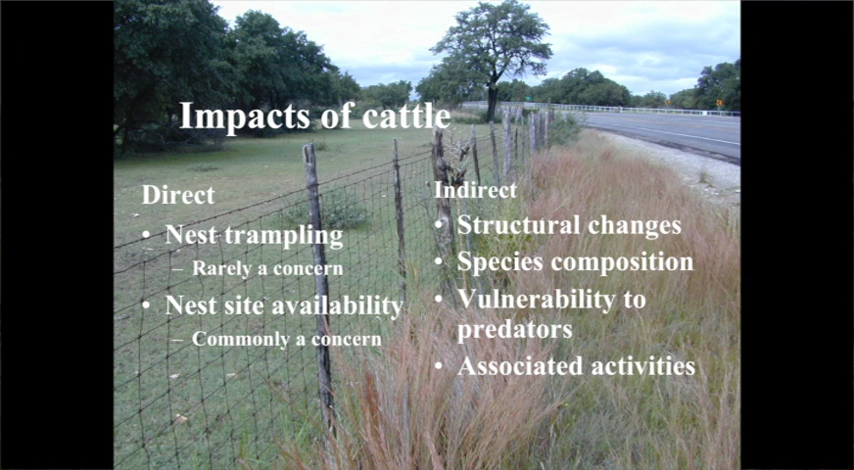 Impacts of cattle
Direct
• Nest trampling
– Rarely a concern
• Nest site availability
– Commonly a concern
Indirect
• Structural changes
• Species composition
• Vulnerability to
predators
• Associated activities